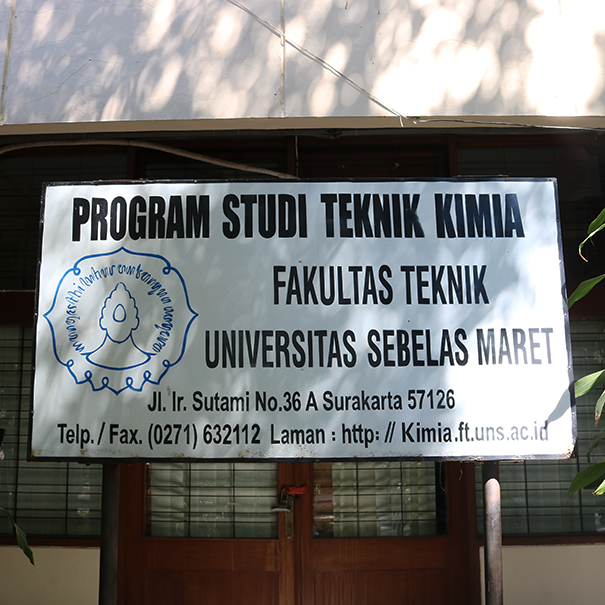 PROGRAM STUDI TEKNIK KIMIA
FAKULTAS TEKNIK
UNIVERSITAS SEBELAS MARET
Jl. Ir. Sutami No.36 A Surakarta 57126
Telp. / Fax. (0271) 632112 Laman : http: // Kimia.ft.uns.ac.id